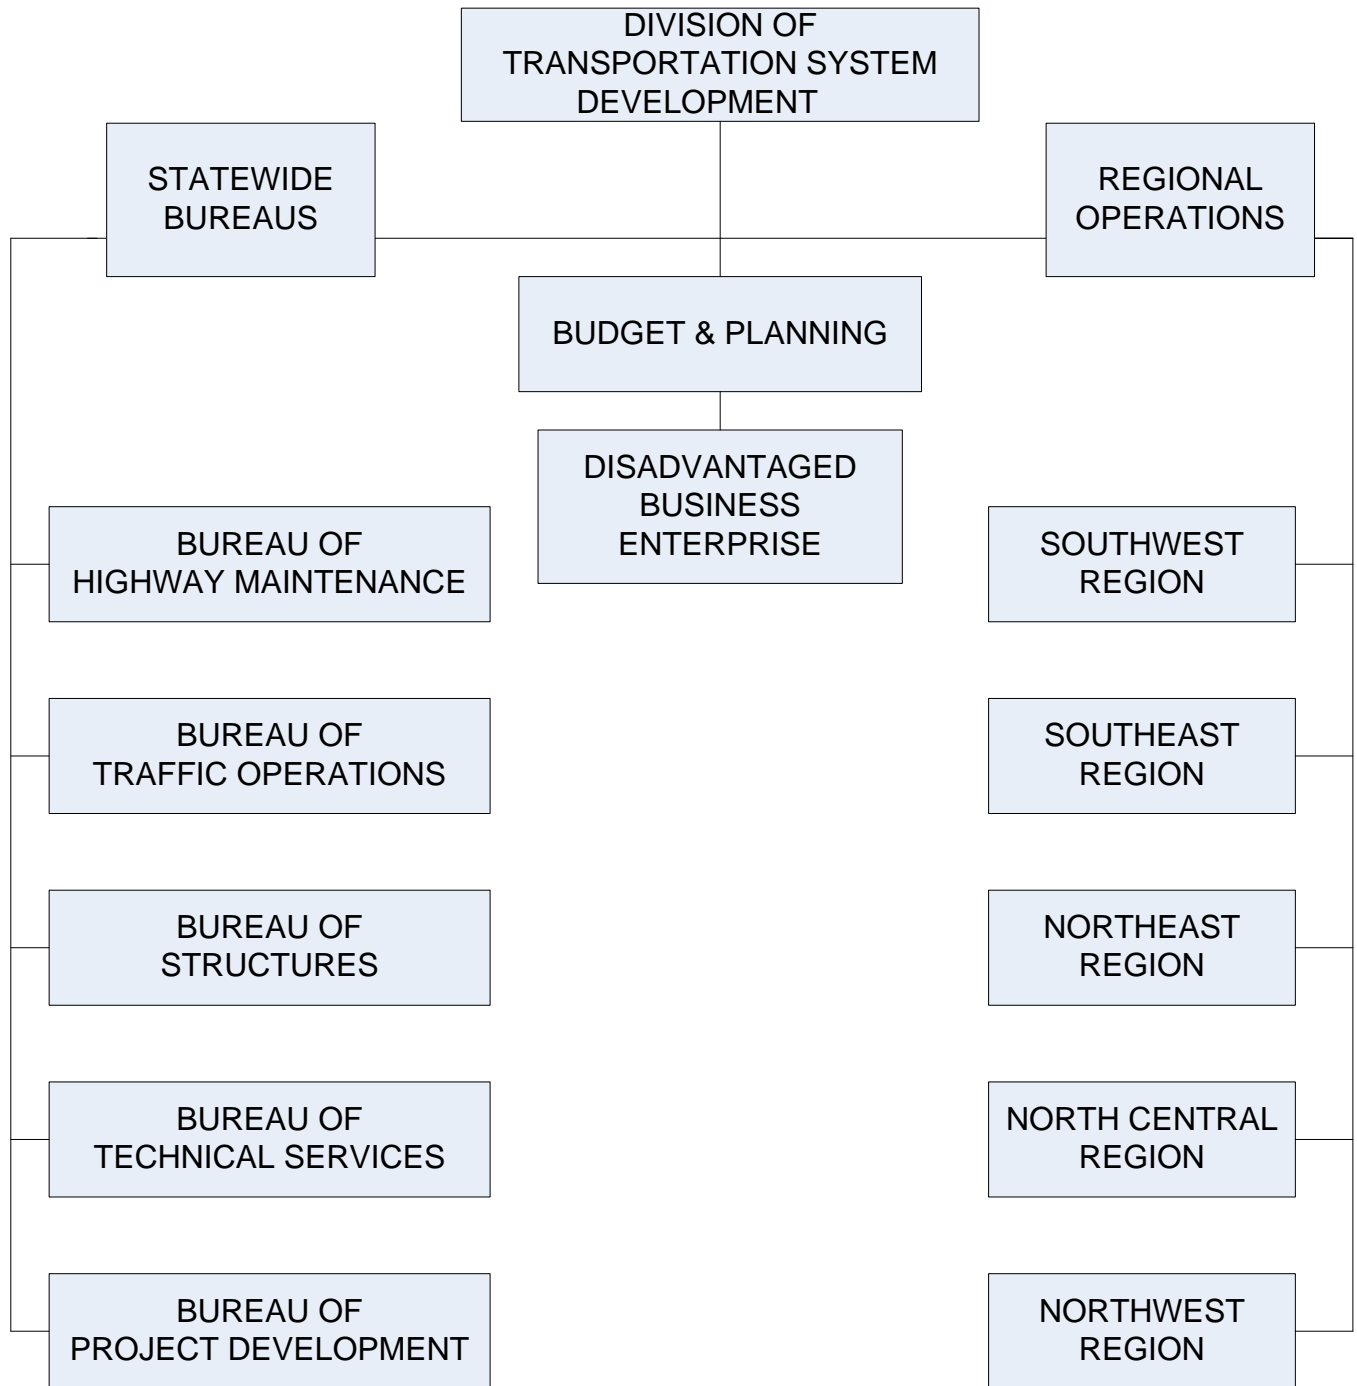 DIVISION OF
TRANSPORTATION SYSTEM
DEVELOPMENT
STATEWIDE
BUREAUS
REGIONAL
OPERATIONS
BUDGET & PLANNING
DISADVANTAGED
BUSINESS
ENTERPRISE
BUREAU OF
HIGHWAY MAINTENANCE
SOUTHWEST
REGION
BUREAU OF
TRAFFIC OPERATIONS
SOUTHEAST
REGION
BUREAU OF
STRUCTURES
NORTHEAST
REGION
BUREAU OF
TECHNICAL SERVICES
NORTH CENTRAL
REGION
BUREAU OF
PROJECT DEVELOPMENT
NORTHWEST
REGION